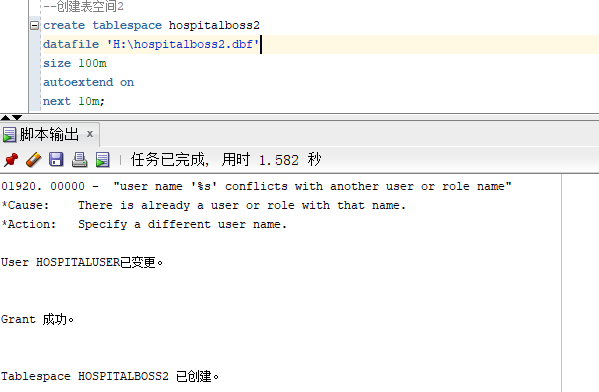 --创建表空间2
create tablespace hospitalboss2
datafile 'H:\hospitalboss2.dbf'
size 100m
autoextend on
next 10m;
脚本输出 x
任务已完成, 用时 1.582 秒
01920. 00000 -  "user name '%s' conflicts with another user or role name"
*Cause:    There is already a user or role with that name.
*Action:   Specify a different user name.
User HOSPITALUSER已变更。
Grant 成功。
Tablespace HOSPITALBOSS2 已创建。